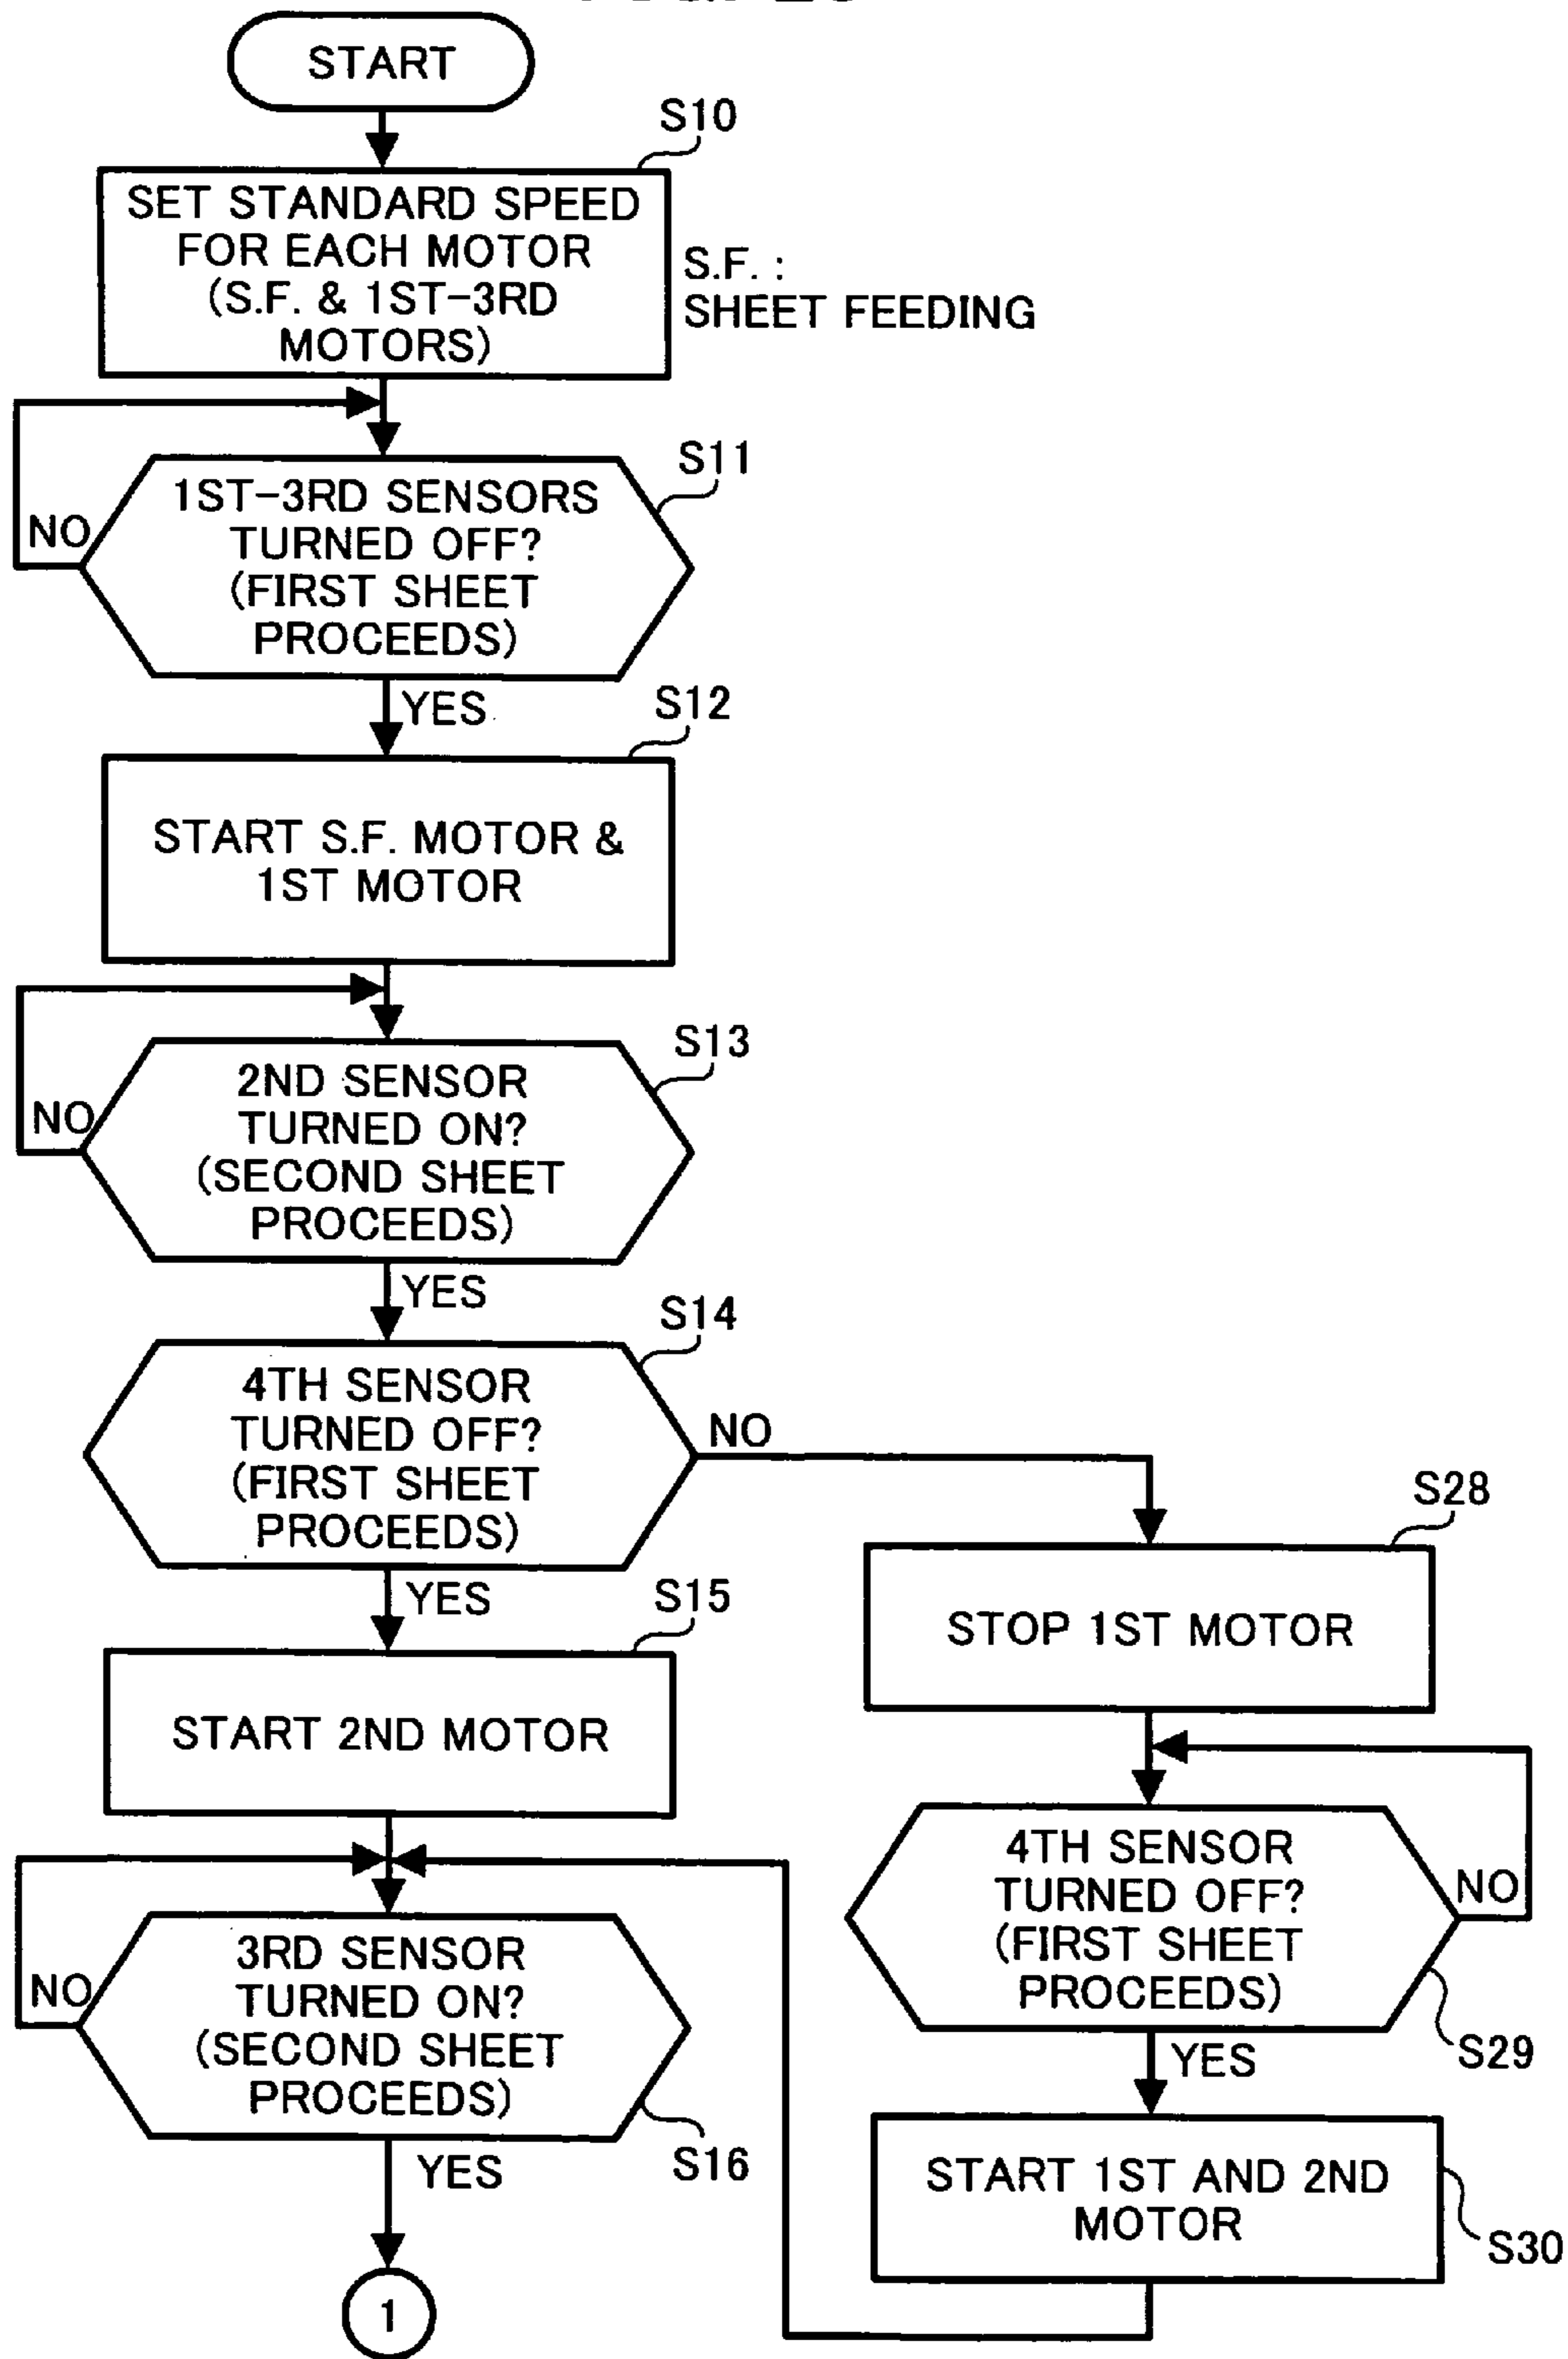 START
S10
SET STANDARD SPEED
FOR EACH MOTOR
(S.F. & 1ST-3RD
MOTORS)
S.F. :
SHEET FEEDING
S11
1ST-3RD SENSORS
TURNED OFF?
(FIRST SHEET
PROCEEDS)
NO
YES
S12
START S.F. MOTOR &
1ST MOTOR
S13
2ND SENSOR
TURNED ON?
(SECOND SHEET
PROCEEDS)
NO
YES
S14
4TH SENSOR
TURNED OFF?
(FIRST SHEET
PROCEEDS)
NO
YES
S15
START 2ND MOTOR
S28
STOP 1ST MOTOR
4TH SENSOR
TURNED OFF?
(FIRST SHEET
PROCEEDS)
NO
S29
YES
3RD SENSOR
TURNED ON?
(SECOND SHEET
PROCEEDS)
NO
S16
YES
START 1ST AND 2ND
MOTOR
S30
1